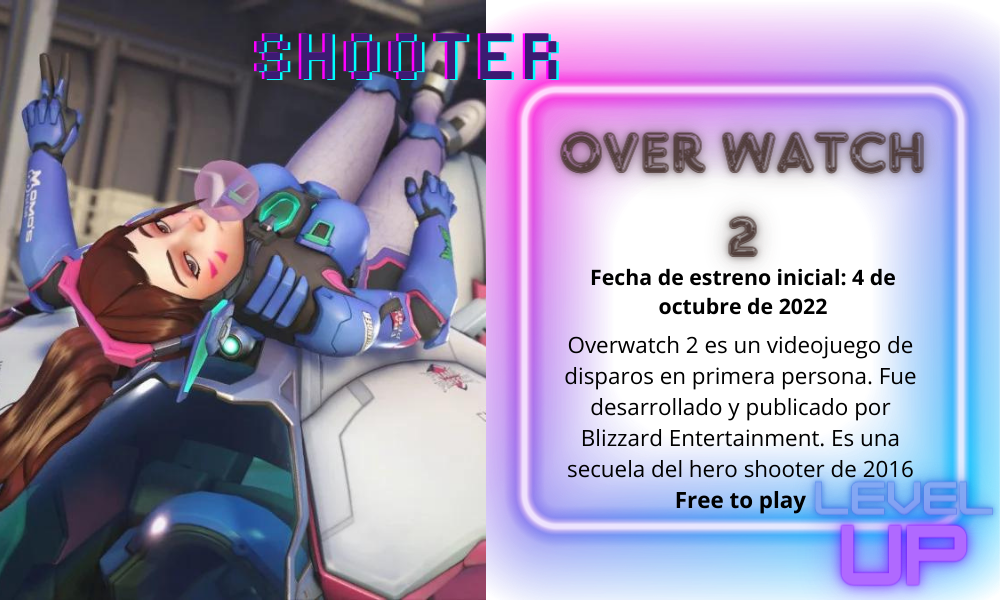 SHOOTER
OVER WATCH
2
Fecha de estreno inicial: 4 de
octubre de 2022
Overwatch 2 es un videojuego de
disparos en primera persona. Fue
desarrollado y publicado por
Blizzard Entertainment. Es una
secuela del hero shooter de 2016
Free to play
LEVEL
UP